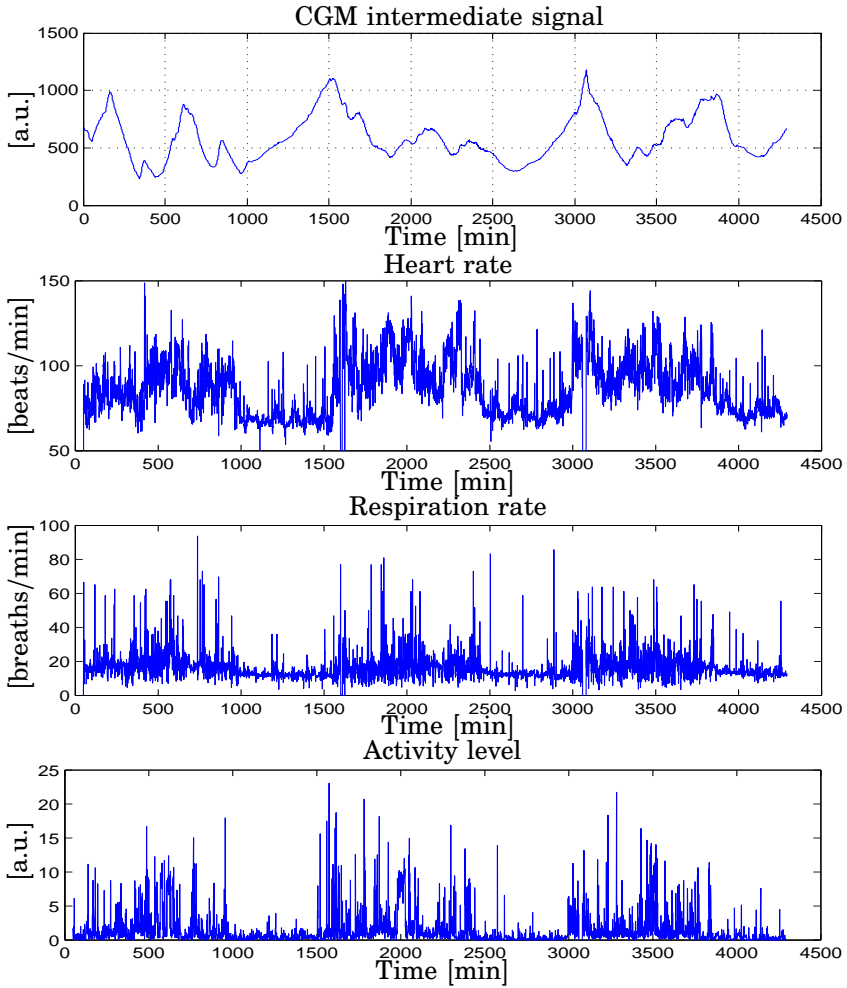 CGM intermediate signal
1500
1000
500
0
[a.u.]
0 500 1000 1500 2000 2500 3000 3500 4000 4500
Time [min]
Heart rate
150
100
50
[beats/min]
0 500 1000 1500 2000 2500 3000 3500 4000 4500
Time [min]
Respiration rate
100
80
60
40
20
0
[breaths/min]
0 500 1000 1500 2000 2500 3000 3500 4000 4500
Time [min]
Activity level
25
20
15
10
5
0
[a.u.]
0 500 1000 1500 2000 2500 3000 3500 4000 4500
Time [min]